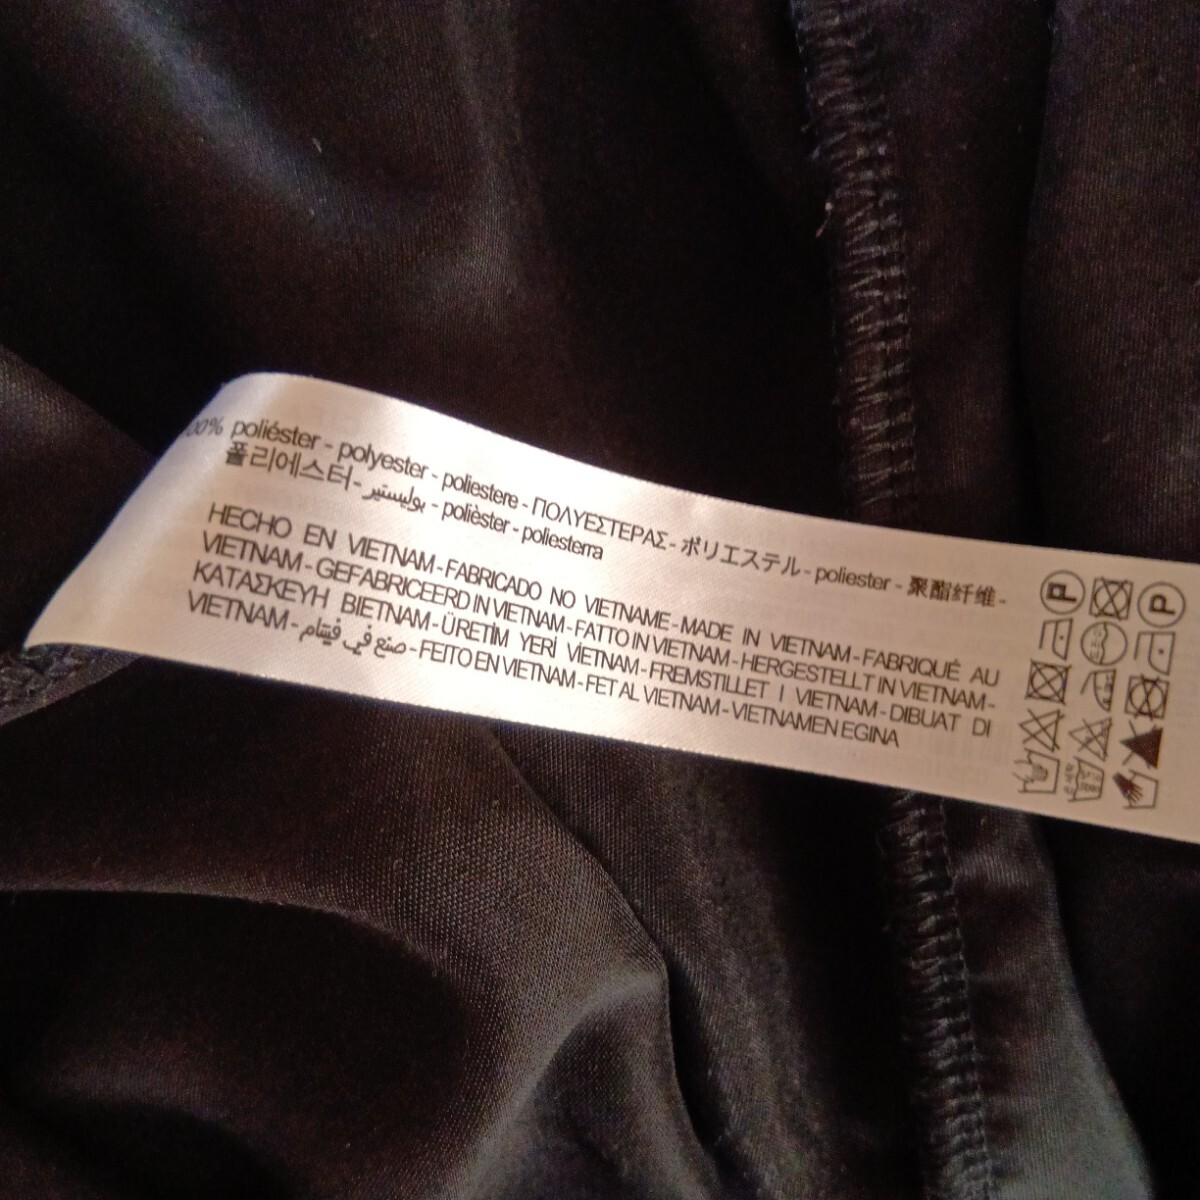 00% poliéster - polyester - poliestere - ΠΟΛΥΕΣΤΕΡΑΣ - ポリエステル - poliester - 聚酯纤维 -
폴리에스터 - بوليستير - polièster - poliesterra
HECHO EN VIETNAM - FABRICADO NO VIETNAME - MADE IN VIETNAM - FABRIQUÉ AU
VIETNAM - GEFABRICEERD IN VIETNAM - FATTO IN VIETNAM - HERGESTELLT IN VIETNAM -
ΚΑΤΑΣΚΕΥΗ ΒΙΕΤΝΑΜ - ÜRETİM YERİ VİETNAM - FREMSTILLET I VIETNAM - DIBUAT DI
VIETNAM - صنع في فيتنام - FEITO EN VIETNAM - FET AL VIETNAM - VIETNAMEN EGINA
P P